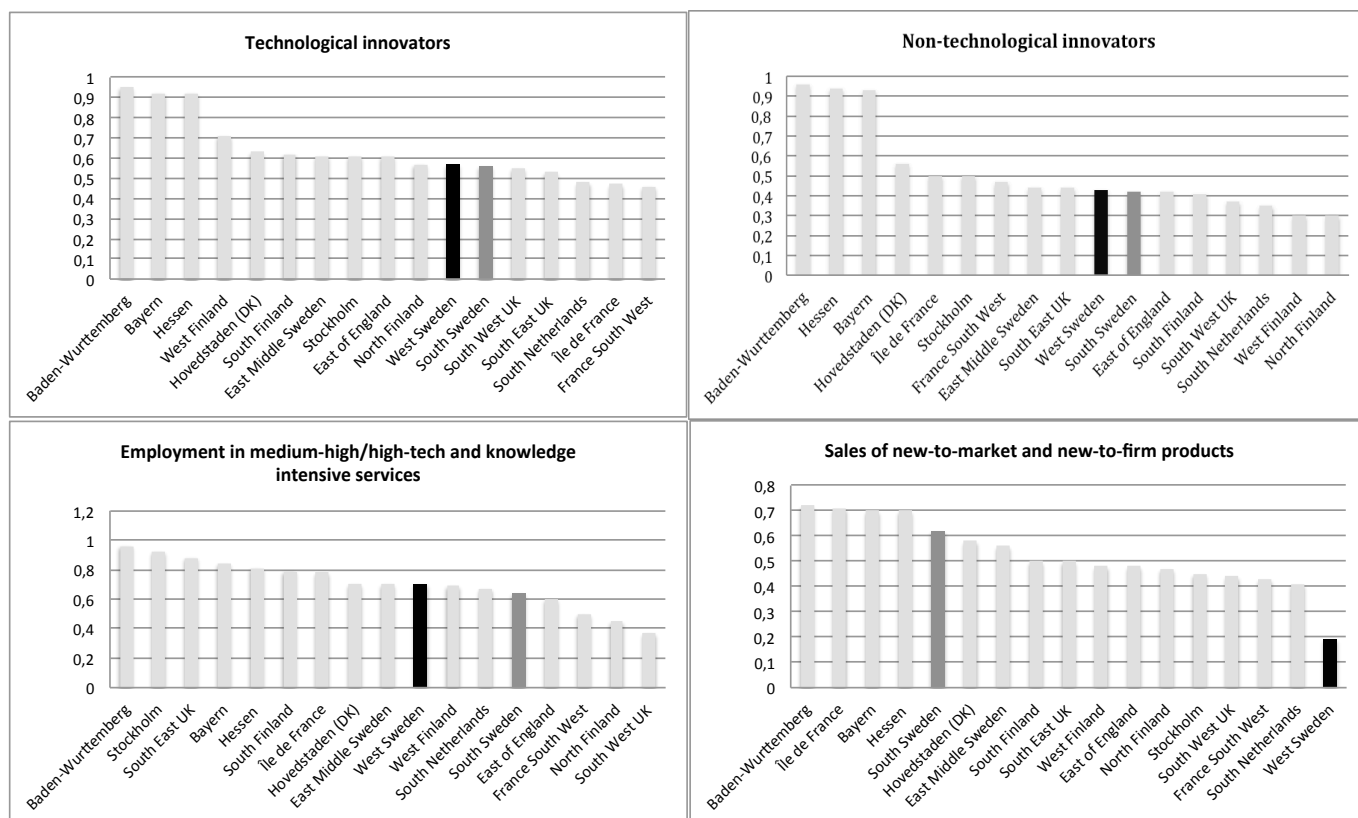 Technological innovators
1
0,9
0,8
0,7
0,6
0,5
0,4
0,3
0,2
0,1
0
Baden-Wurttemberg
Bayern
Hessen
West Finland
Hovedstaden (DK)
South Finland
East Middle Sweden
Stockholm
East of England
North Finland
West Sweden
South Sweden
South West UK
South East UK
South Netherlands
Île de France
France South West
Non-technological innovators
1
0,9
0,8
0,7
0,6
0,5
0,4
0,3
0,2
0,1
0
Baden-Wurttemberg
Hessen
Bayern
Hovedstaden (DK)
Île de France
Stockholm
France South West
East Middle Sweden
South East UK
West Sweden
South Sweden
East of England
South Finland
South West UK
South Netherlands
West Finland
North Finland
Employment in medium-high/high-tech and knowledge
intensive services
1,2
1
0,8
0,6
0,4
0,2
0
Baden-Wurttemberg
Stockholm
South East UK
Bayern
Hessen
South Finland
Île de France
Hovedstaden (DK)
East Middle Sweden
West Sweden
West Finland
South Netherlands
South Sweden
East of England
France South West
North Finland
South West UK
Sales of new-to-market and new-to-firm products
0,8
0,7
0,6
0,5
0,4
0,3
0,2
0,1
0
Baden-Wurttemberg
Île de France
Bayern
Hessen
South Sweden
Hovedstaden (DK)
East Middle Sweden
South Finland
South East UK
West Finland
East of England
North Finland
Stockholm
South West UK
France South West
South Netherlands
West Sweden